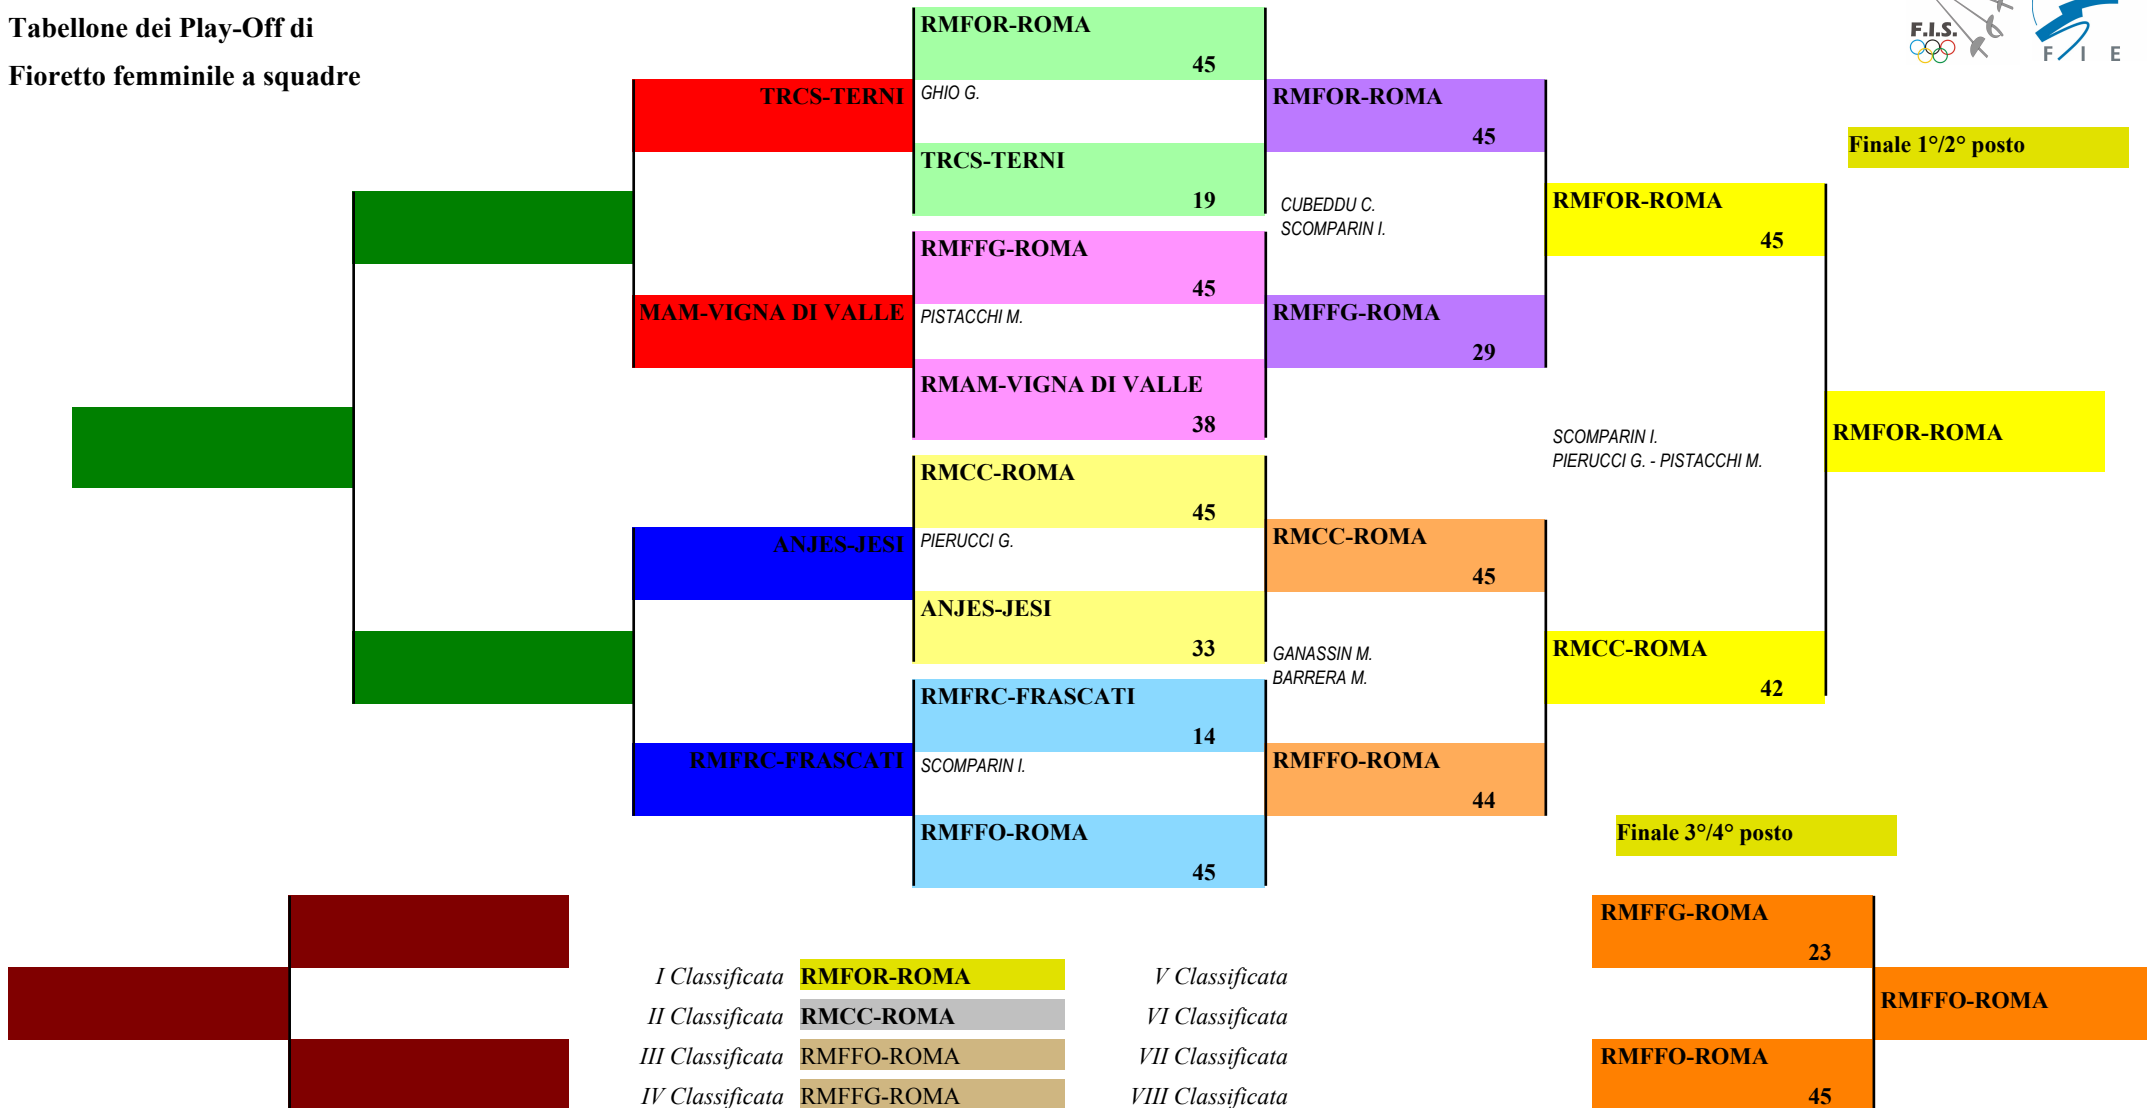 Tabellone dei Play-Off di
Fioretto femminile a squadre
F.I.S.
F I E
RMFOR-ROMA
45
GHIO G.
TRCS-TERNI
19
RMFFG-ROMA
45
PISTACCHI M.
RMAM-VIGNA DI VALLE
38
RMCC-ROMA
45
PIERUCCI G.
ANJES-JESI
33
RMFRC-FRASCATI
14
SCOMPARIN I.
RMFFO-ROMA
45
TRCS-TERNI
MAM-VIGNA DI VALLE
ANJES-JESI
RMFRC-FRASCATI
RMFOR-ROMA
45
CUBEDDU C.
SCOMPARIN I.
RMFFG-ROMA
29
RMCC-ROMA
45
GANASSIN M.
BARRERA M.
RMFFO-ROMA
44
Finale 1°/2° posto
RMFOR-ROMA
45
SCOMPARIN I.
PIERUCCI G. - PISTACCHI M.
RMCC-ROMA
42
RMFOR-ROMA
Finale 3°/4° posto
RMFFG-ROMA
23
RMFFO-ROMA
45
RMFFO-ROMA
I Classificata RMFOR-ROMA
II Classificata RMCC-ROMA
III Classificata RMFFO-ROMA
IV Classificata RMFFG-ROMA
V Classificata
VI Classificata
VII Classificata
VIII Classificata